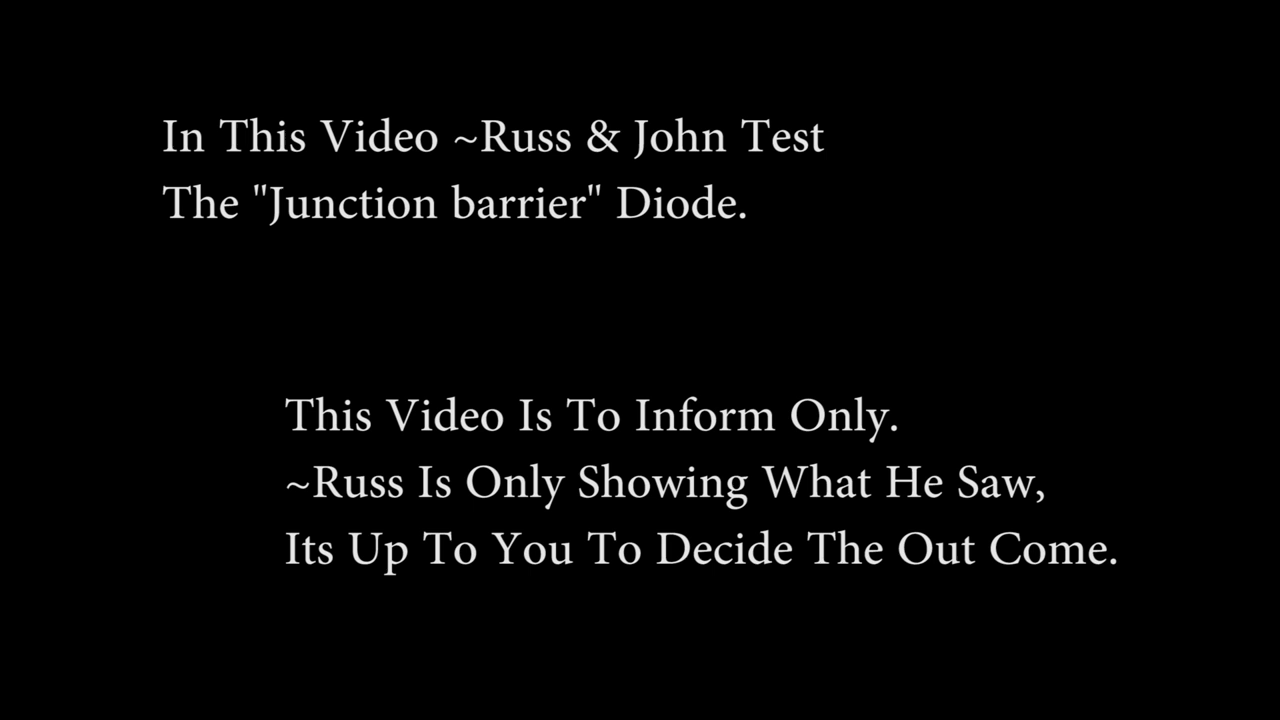 In This Video ~Russ & John Test
The "Junction barrier" Diode.
This Video Is To Inform Only.
~Russ Is Only Showing What He Saw,
Its Up To You To Decide The Out Come.